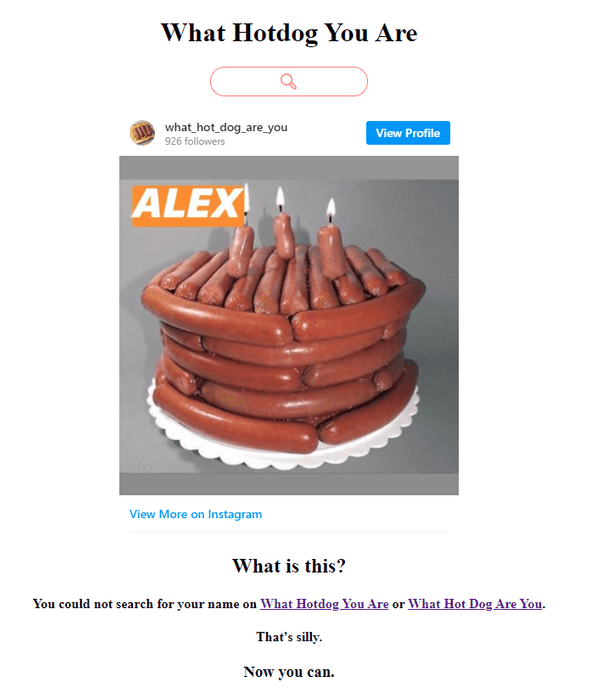 What Hotdog You Are
what_hot_dog_are_you
926 followers
View Profile
ALEX
View More on Instagram
What is this?
You could not search for your name on What Hotdog You Are or What Hot Dog Are You.
That's silly.
Now you can.